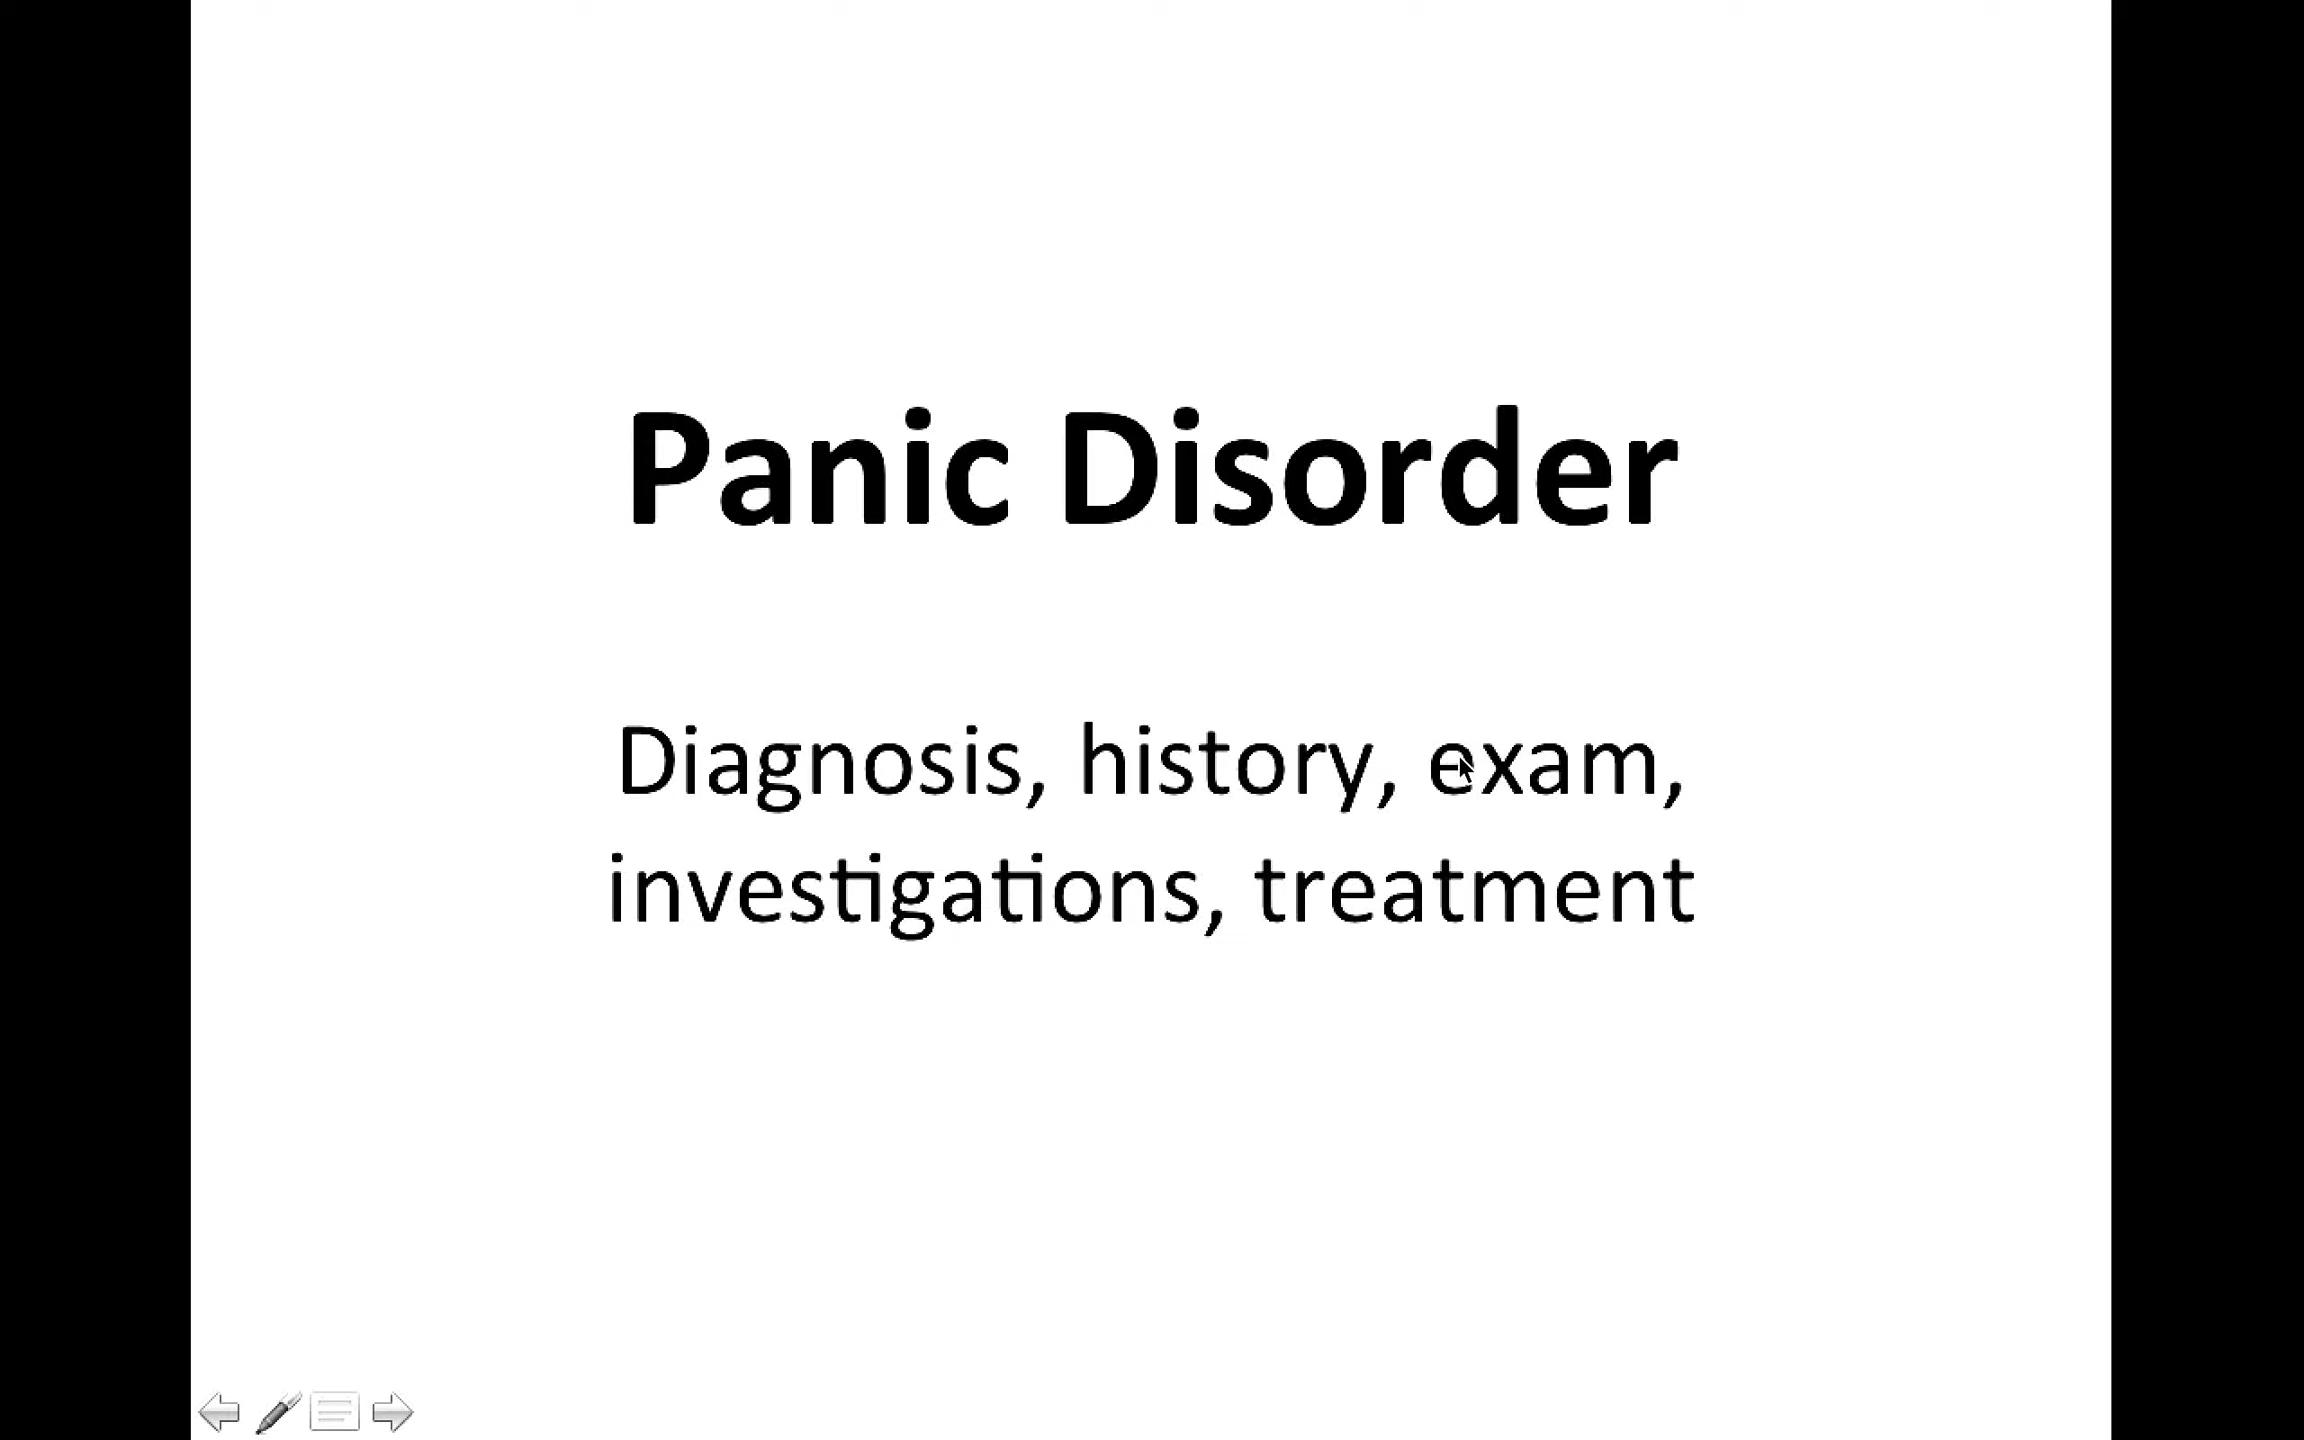 Panic Disorder
Diagnosis, history, exam,
investigations, treatment